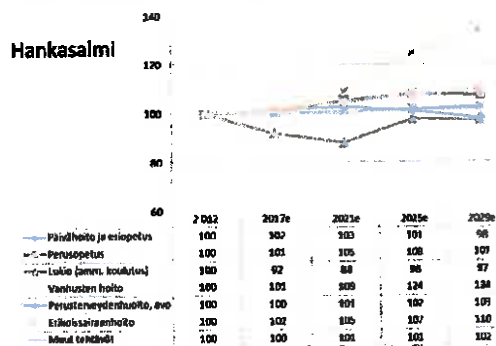 Hankasalmi
140
120
100
80
60
2012 2017e 2021e 2025e 2029e
Päivähoito ja esiopetus 100 102 103 101 98
Perusopetus 100 101 105 108 107
Lukio (amm. koulutus) 100 92 88 98 97
Vanhusten hoito 100 101 109 124 134
Perusterveydenhuolto, avo 100 100 101 102 103
Erikoissairaanhoito 100 102 105 107 110
Muut tehtävät 100 100 101 101 102